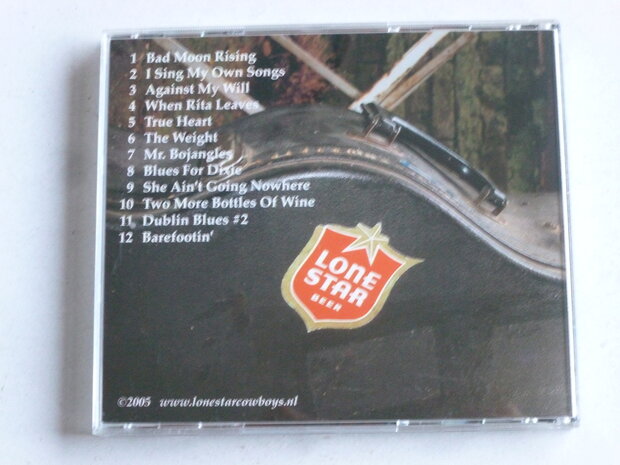 1 Bad Moon Rising
2 I Sing My Own Songs
3 Against My Will
4 When Rita Leaves
5 True Heart
6 The Weight
7 Mr. Bojangles
8 Blues For Dixie
9 She Ain't Going Nowhere
10 Two More Bottles Of Wine
11 Dublin Blues #2
12 Barefootin'
LONE
STAR
BEER
©2005 www.lonestarcowboys.nl